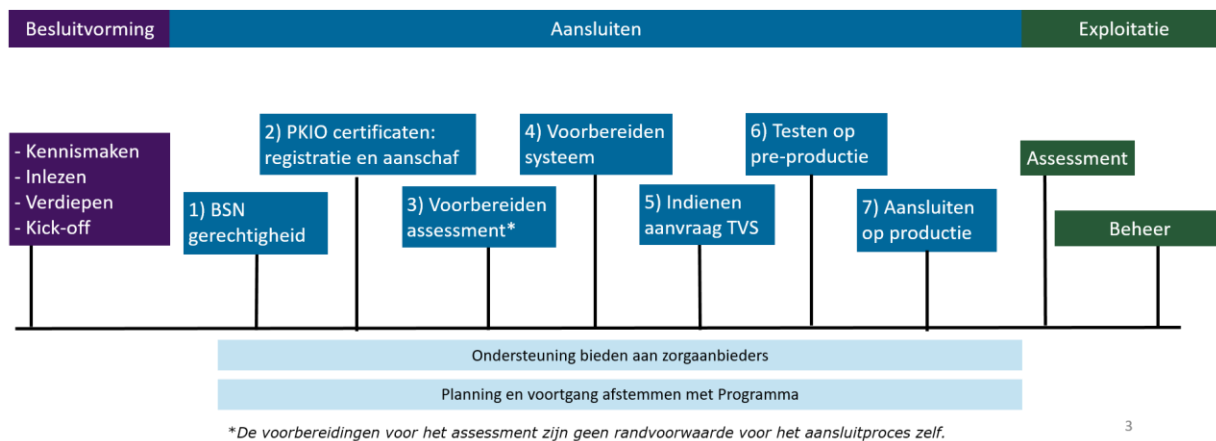 Besluitvorming
Aansluiten
Exploitatie
- Kennismaken
- Inlezen
- Verdiepen
- Kick-off
1) BSN
gerechtigheid
2) PKIO certificaten:
registratie en aanschaf
3) Voorbereiden
assessment*
4) Voorbereiden
systeem
5) Indienen
aanvraag TVS
6) Testen op
pre-productie
7) Aansluiten
op productie
Assessment
Beheer
Ondersteuning bieden aan zorgaanbieders
Planning en voortgang afstemmen met Programma
*De voorbereidingen voor het assessment zijn geen randvoorwaarde voor het aansluitproces zelf.
3